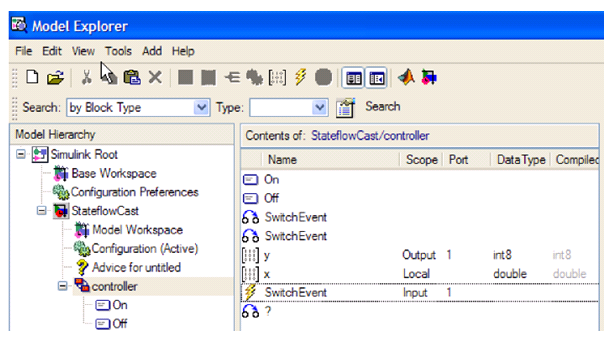 Model Explorer
File Edit View Tools Add Help
Search: by Block Type Type: Search
Model Hierarchy
Contents of: StateflowCast/controller
Simulink Root
Base Workspace
Configuration Preferences
StateflowCast
Model Workspace
Configuration (Active)
Advice for untitled
controller
On
Off
Name Scope Port DataType Compiled
On
Off
SwitchEvent
SwitchEvent
y Output 1 int8 int8
x Local double double
SwitchEvent Input 1
?